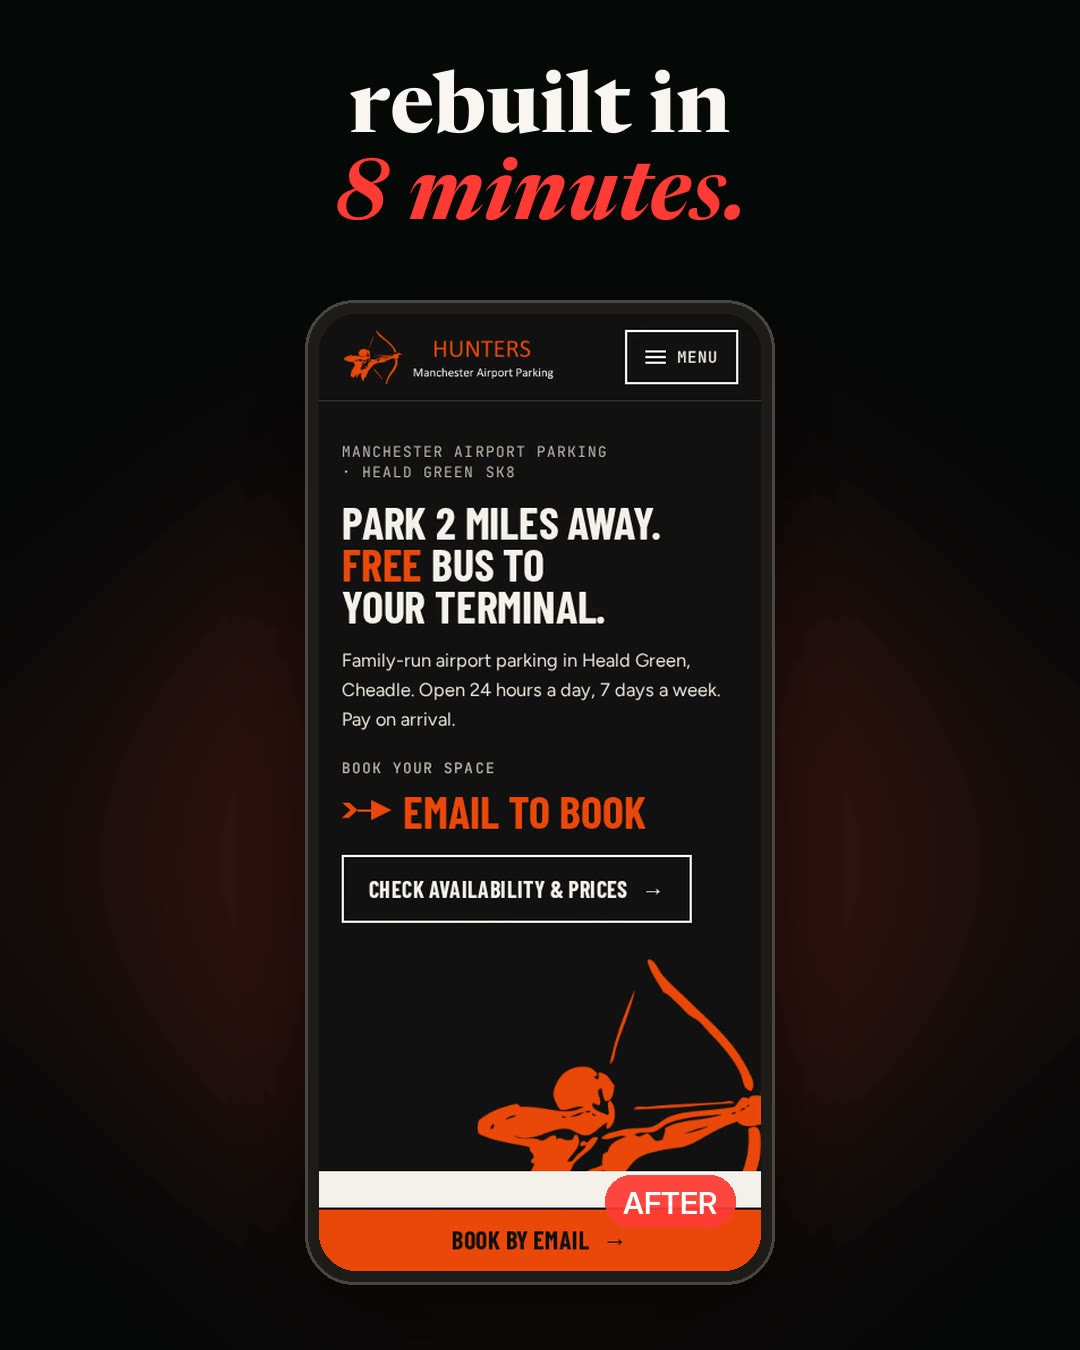 rebuilt in
8 minutes.
HUNTERS
Manchester Airport Parking
MENU
MANCHESTER AIRPORT PARKING
· HEALD GREEN SK8
PARK 2 MILES AWAY.
FREE BUS TO
YOUR TERMINAL.
Family-run airport parking in Heald Green,
Cheadle. Open 24 hours a day, 7 days a week.
Pay on arrival.
BOOK YOUR SPACE
EMAIL TO BOOK
CHECK AVAILABILITY & PRICES →
AFTER
BOOK BY EMAIL →